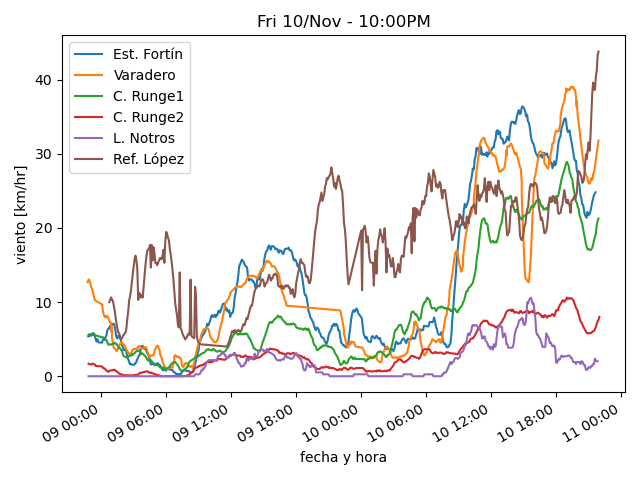 Fri 10/Nov - 10:00PM
Est. Fortín
Varadero
C. Runge1
C. Runge2
L. Notros
Ref. López
viento [km/hr]
40
30
20
10
0
09 00:00
09 06:00
09 12:00
09 18:00
10 00:00
10 06:00
10 12:00
10 18:00
11 00:00
fecha y hora